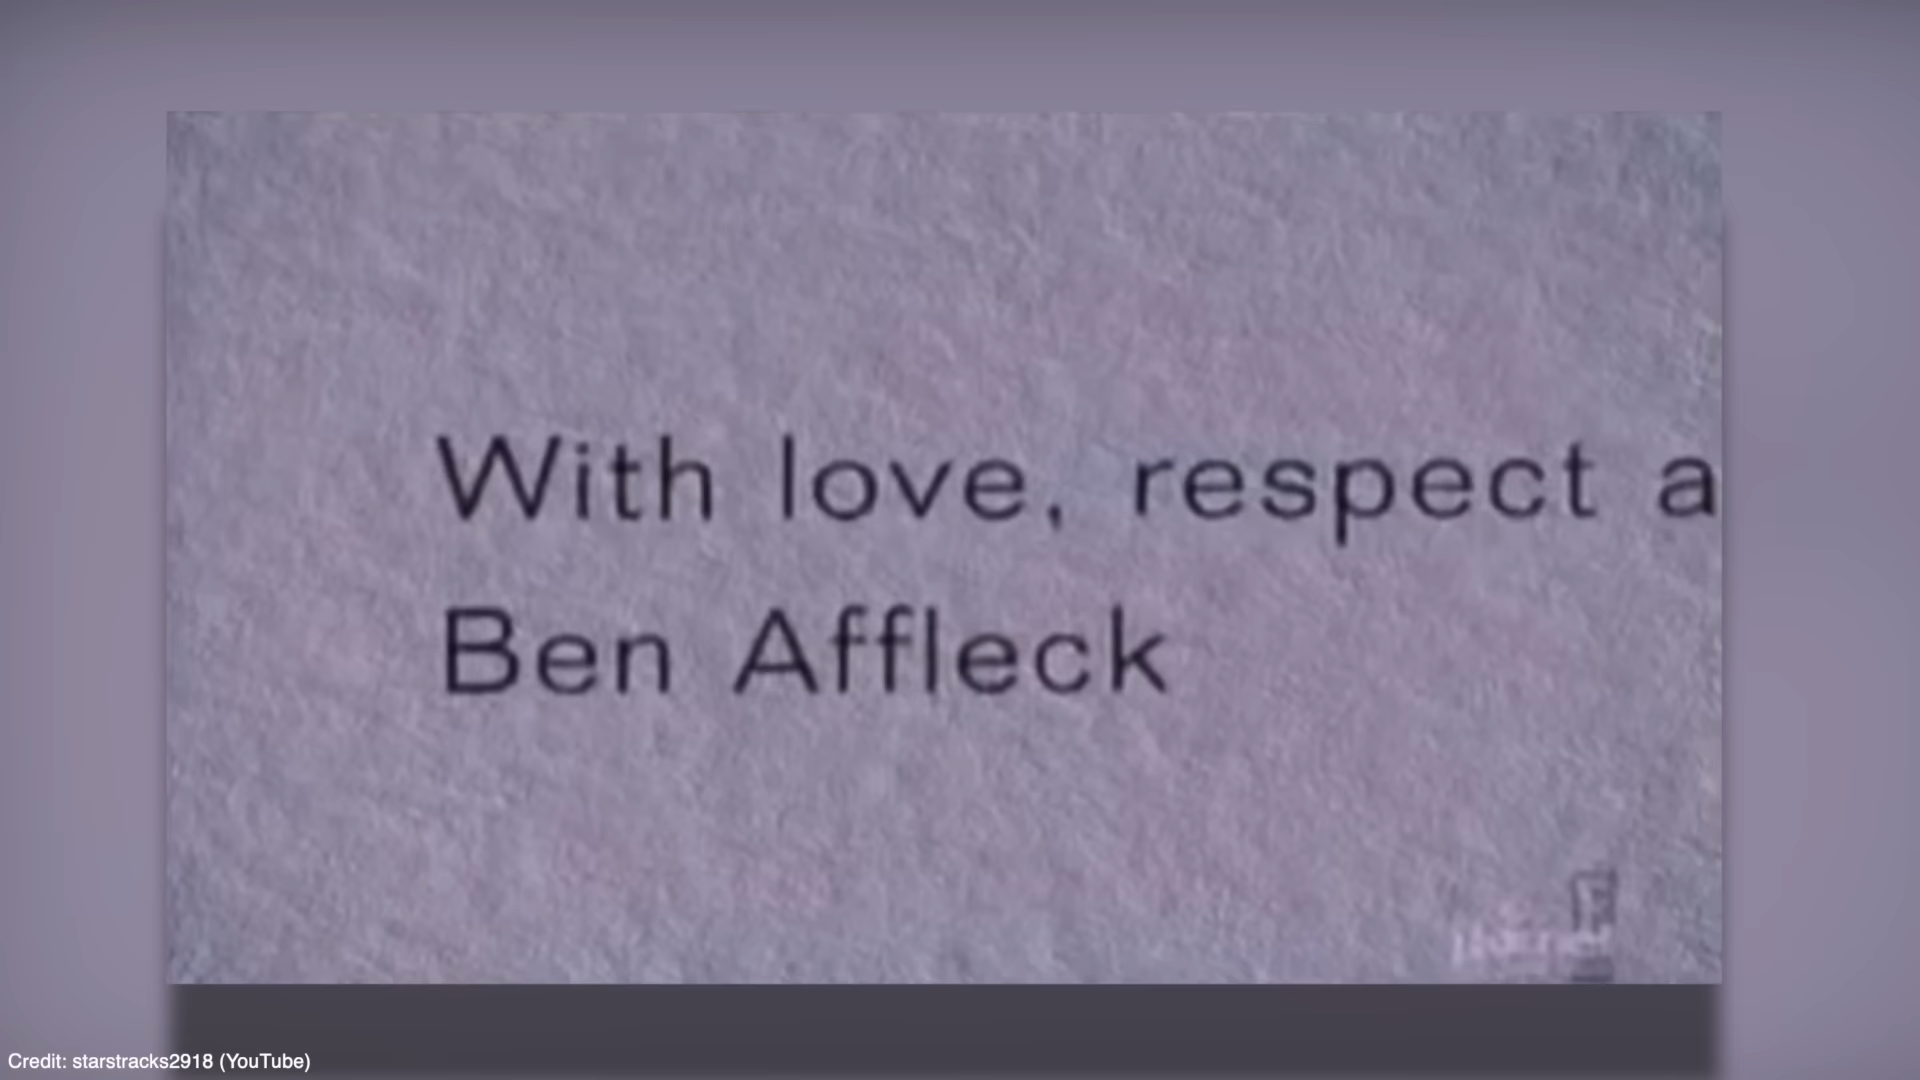 With love, respect a
Ben Affleck
Credit: starstracks2918 (YouTube)